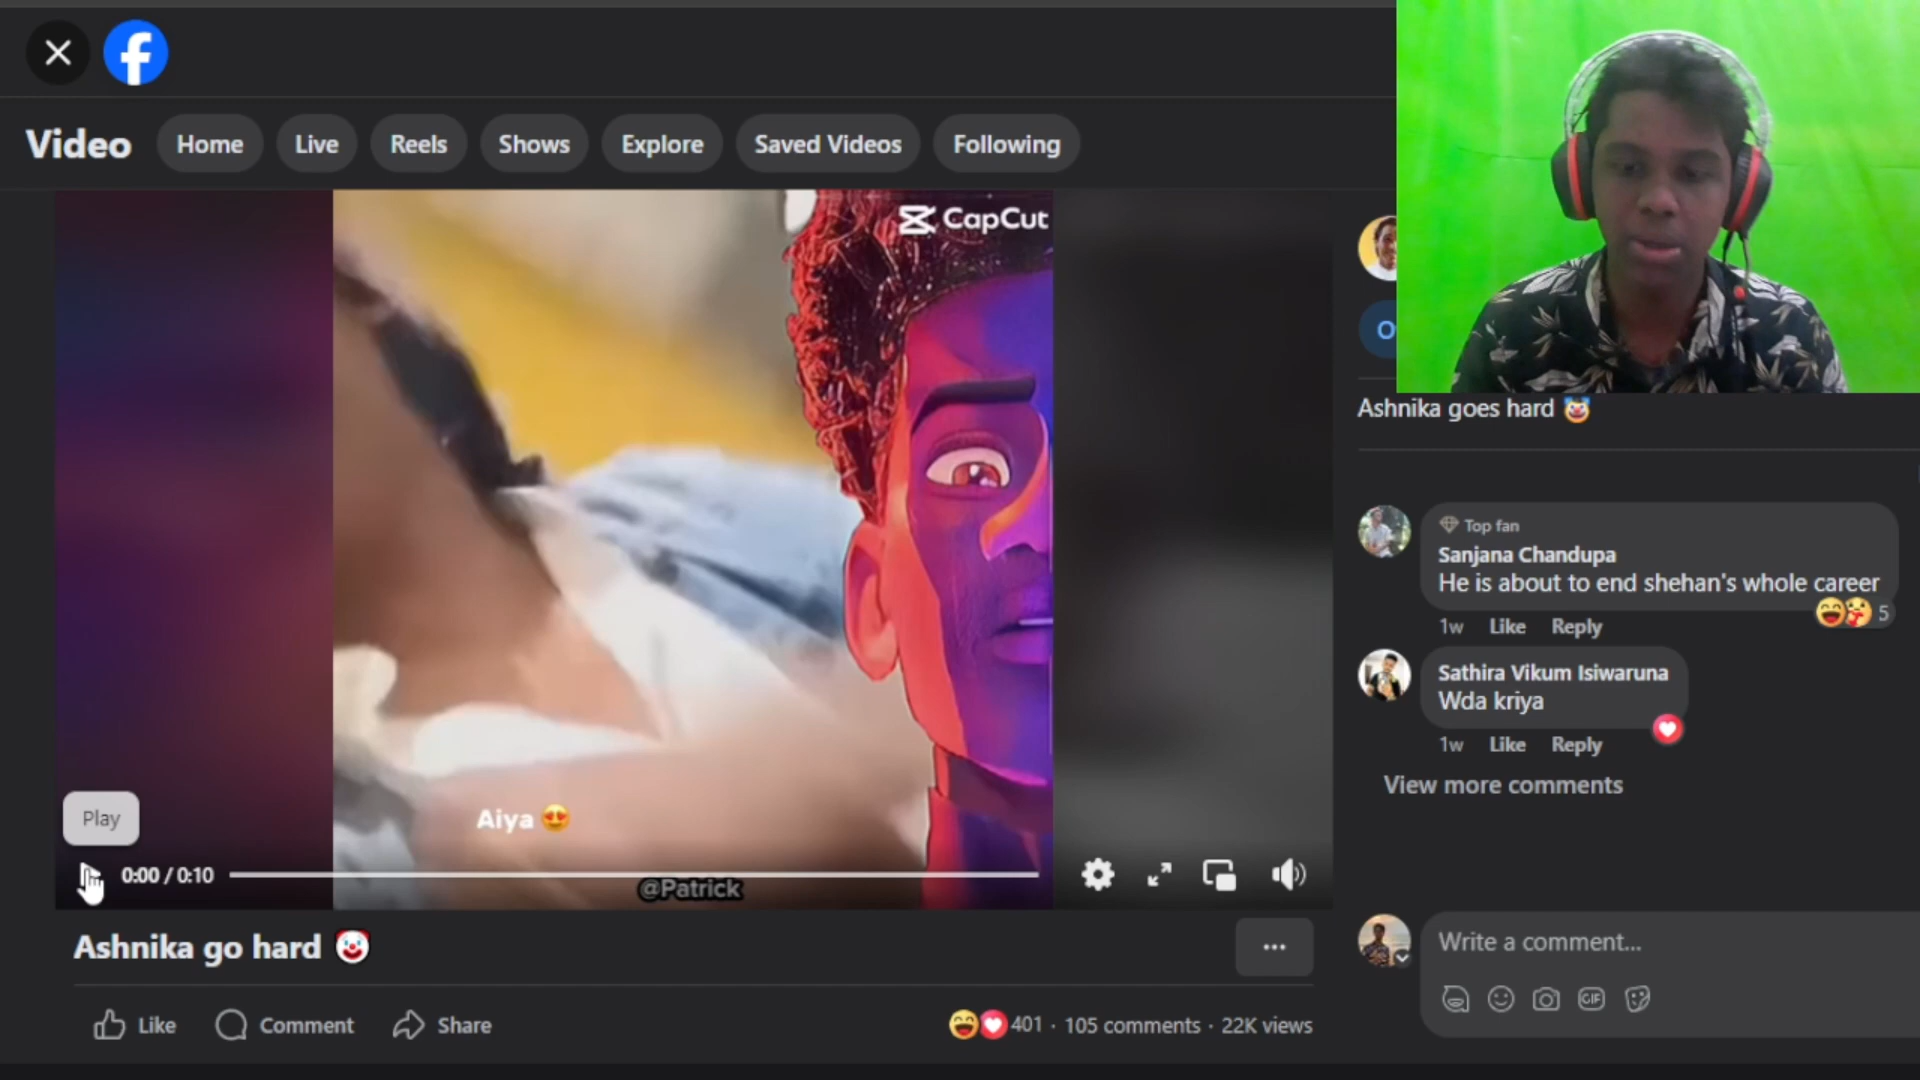 Video
Home
Live
Reels
Shows
Explore
Saved Videos
Following
CapCut
Aiya 😍
Play
0:00 / 0:10
@Patrick
Ashnika go hard 🤡
Like
Comment
Share
401 · 105 comments · 22K views
Ashnika goes hard 🤡
Top fan
Sanjana Chandupa
He is about to end shehan's whole career
5
1w Like Reply
Sathira Vikum Isiwaruna
Wda kriya
1w Like Reply
View more comments
Write a comment...
GIF